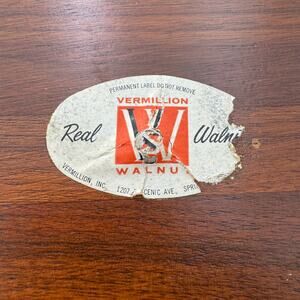 PERMANENT LABEL DO NOT REMOVE
VERMILLION
Real W Waln
WALNU
VERMILLION, INC. 1207 CENIC AVE., SPRI